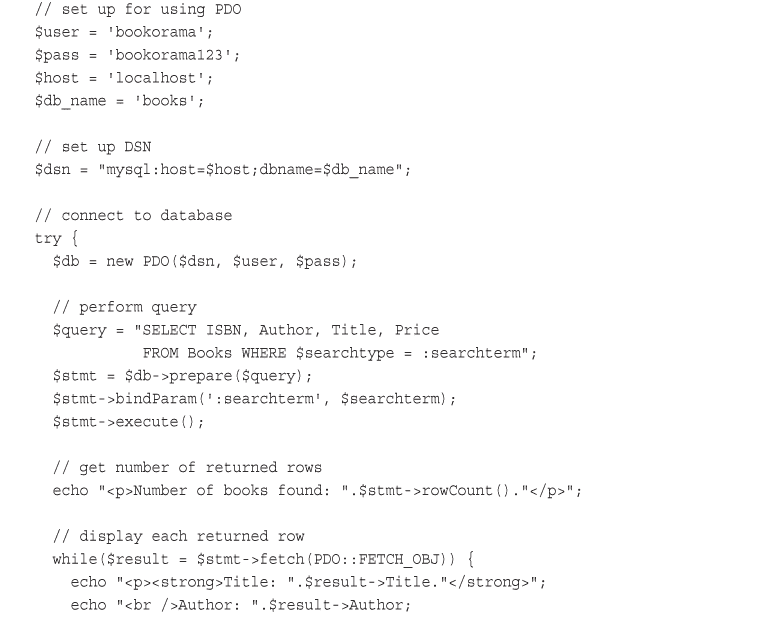 // set up for using PDO
$user = 'bookorama';
$pass = 'bookorama123';
$host = 'localhost';
$db_name = 'books';
// set up DSN
$dsn = "mysql:host=$host;dbname=$db_name";
// connect to database
try {
$db = new PDO($dsn, $user, $pass);
// perform query
$query = "SELECT ISBN, Author, Title, Price
FROM Books WHERE $searchtype = :searchterm";
$stmt = $db->prepare($query);
$stmt->bindParam(':searchterm', $searchterm);
$stmt->execute();
// get number of returned rows
echo "<p>Number of books found: ".$stmt->rowCount()."</p>";
// display each returned row
while($result = $stmt->fetch(PDO::FETCH_OBJ)) {
echo "<p><strong>Title: ".$result->Title."</strong>";
echo "<br />Author: ".$result->Author;